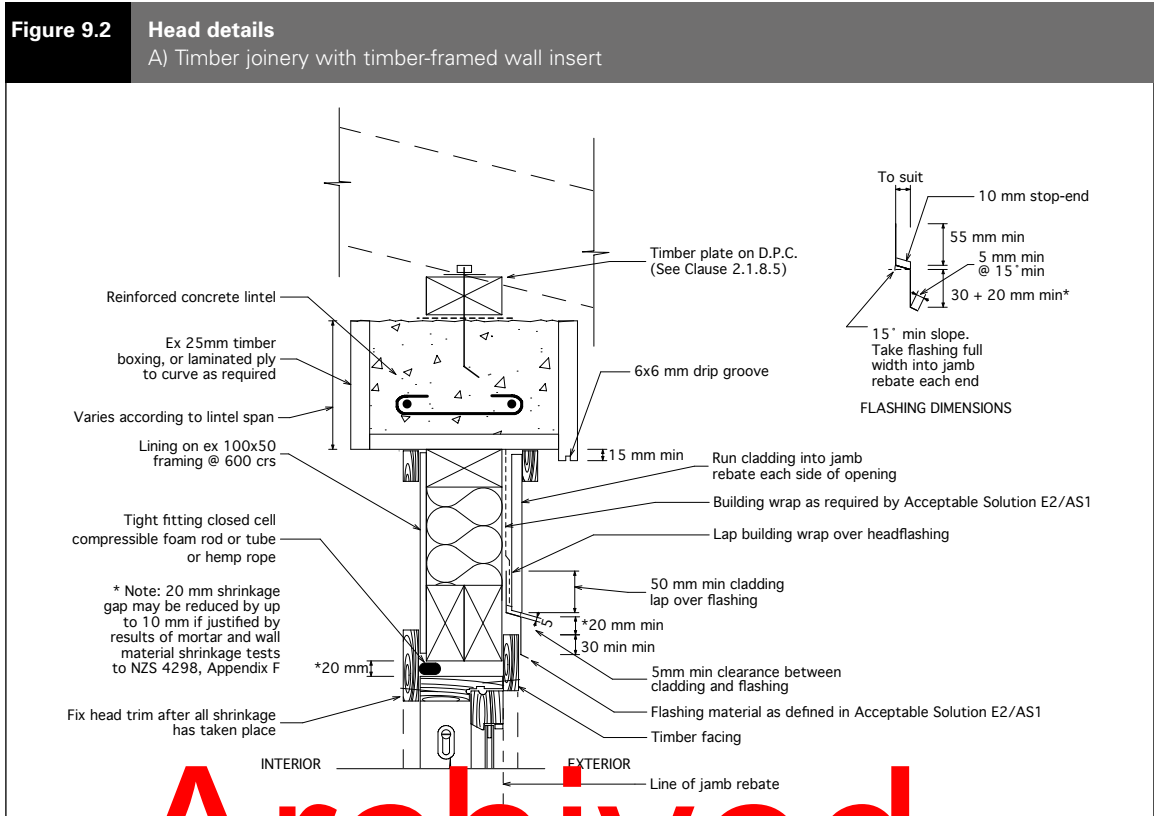 Figure 9.2
Head details
A) Timber joinery with timber-framed wall insert
To suit
10 mm stop-end
55 mm min
5 mm min
@ 15˚min
30 + 20 mm min*
15˚ min slope.
Take flashing full
width into jamb
rebate each end
FLASHING DIMENSIONS
Timber plate on D.P.C.
(See Clause 2.1.8.5)
Reinforced concrete lintel
Ex 25mm timber
boxing, or laminated ply
to curve as required
6x6 mm drip groove
Varies according to lintel span
Lining on ex 100x50
framing @ 600 crs
15 mm min
Run cladding into jamb
rebate each side of opening
Building wrap as required by Acceptable Solution E2/AS1
Tight fitting closed cell
compressible foam rod or tube
or hemp rope
Lap building wrap over headflashing
50 mm min cladding
lap over flashing
* Note: 20 mm shrinkage
gap may be reduced by up
to 10 mm if justified by
results of mortar and wall
material shrinkage tests
to NZS 4298, Appendix F
5
*20 mm min
30 min min
*20 mm
5mm min clearance between
cladding and flashing
Flashing material as defined in Acceptable Solution E2/AS1
Fix head trim after all shrinkage
has taken place
Timber facing
INTERIOR
EXTERIOR
Line of jamb rebate
Archived